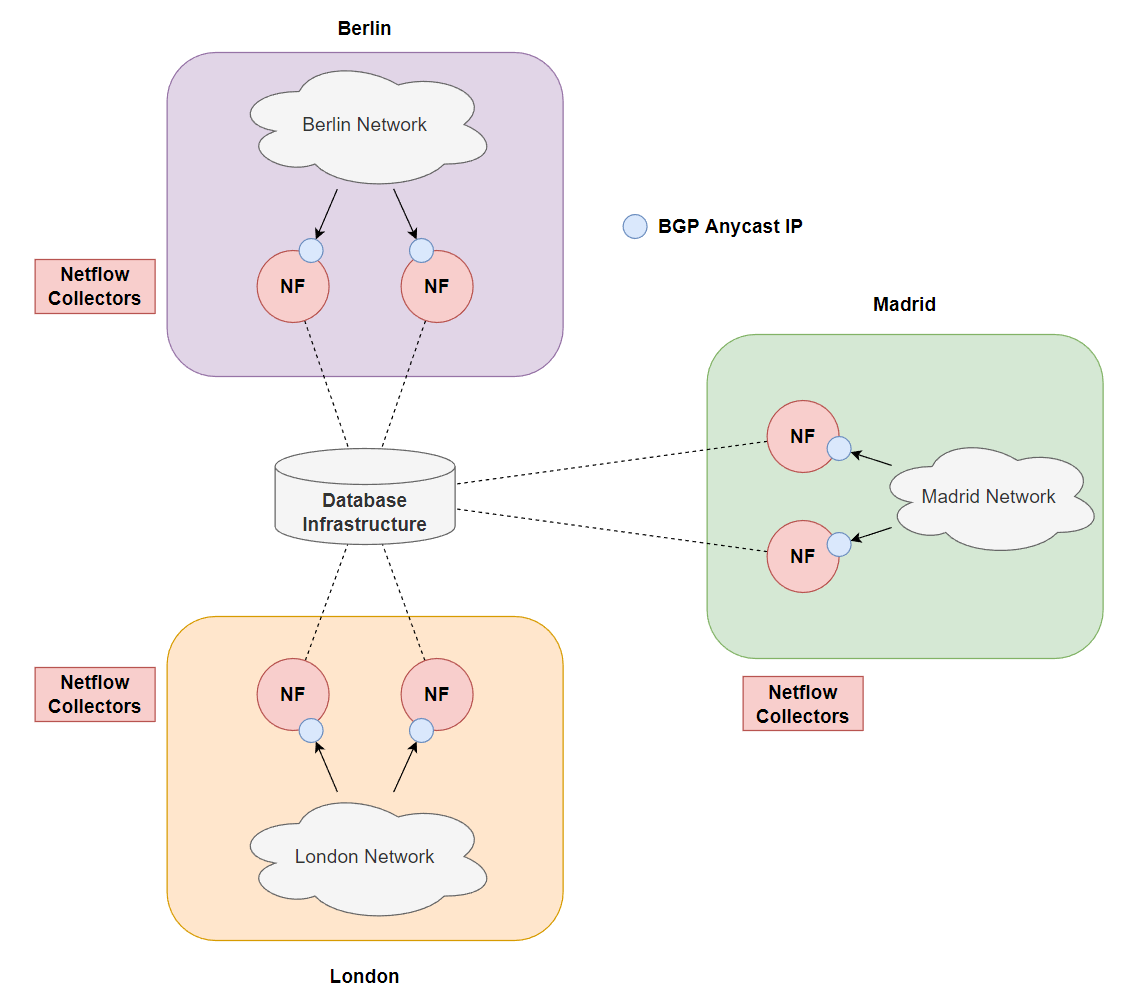 Berlin
Berlin Network
BGP Anycast IP
Netflow
Collectors
NF
NF
Madrid
NF
Madrid Network
NF
Database
Infrastructure
Netflow
Collectors
NF
NF
Netflow
Collectors
London Network
London